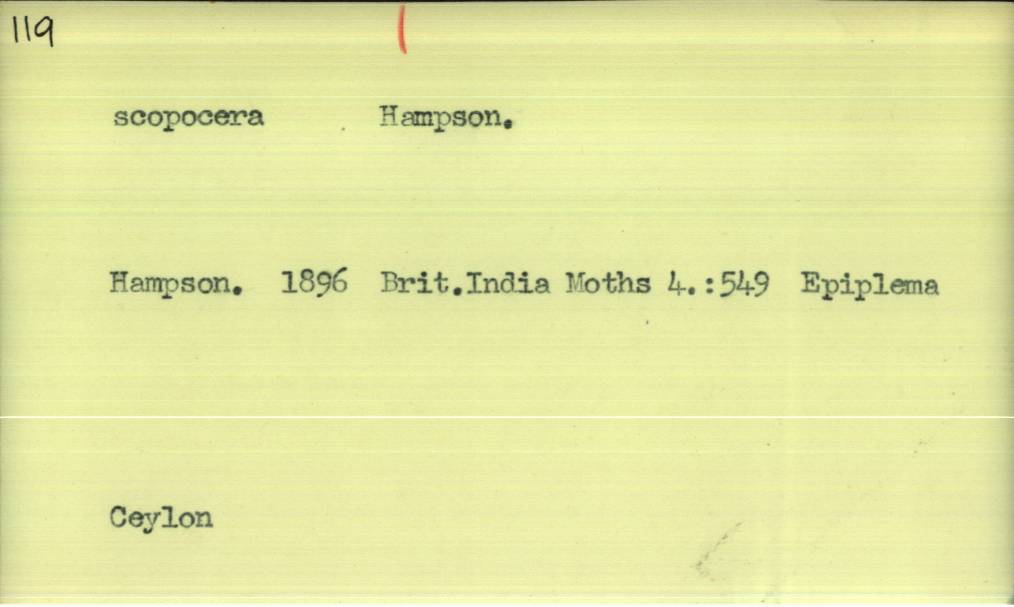 119
scopocera Hampson.
Hampson. 1896 Brit.India Moths 4.:549 Epiplema
Ceylon